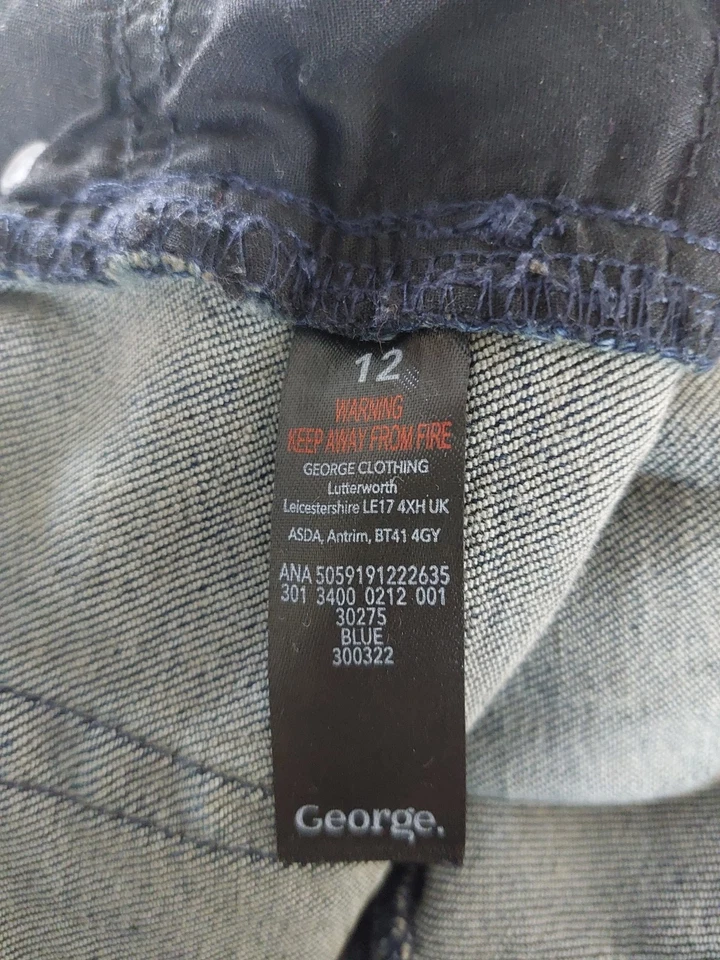 12
WARNING
KEEP AWAY FROM FIRE
GEORGE CLOTHING
Lutterworth
Leicestershire LE17 4XH UK
ASDA, Antrim, BT41 4GY
ANA 5059191222635
301 3400 0212 001
30275
BLUE
300322
George.